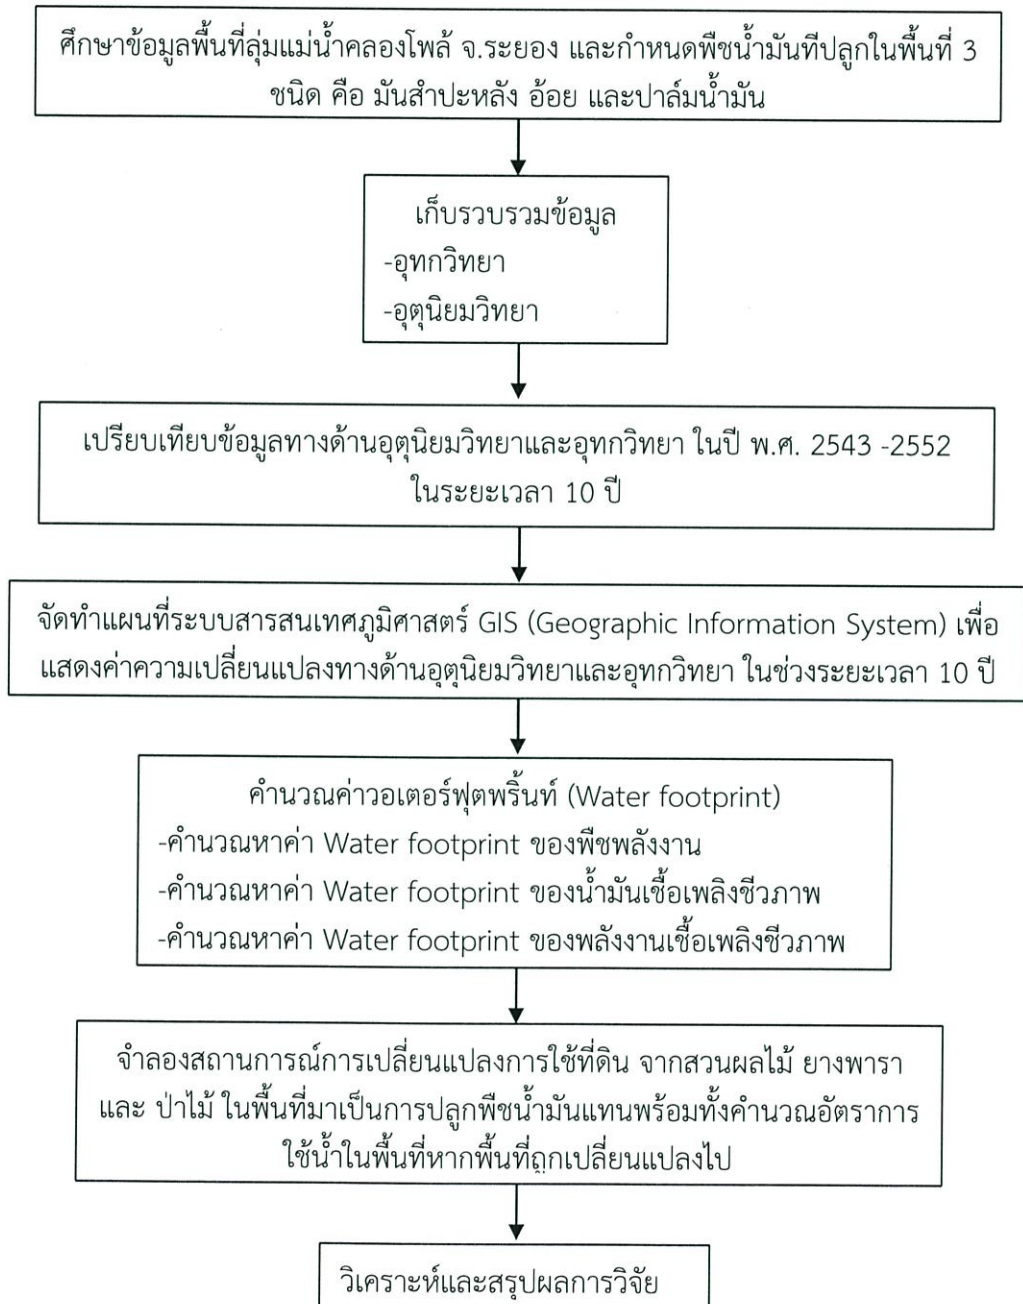 ศึกษาข้อมูลพื้นที่ลุ่มแม่น้ำคลองโพล้ จ.ระยอง และกำหนดพืชน้ำมันทีปลูกในพื้นที่ 3
ชนิด คือ มันสำปะหลัง อ้อย และปาล์มน้ำมัน
เก็บรวบรวมข้อมูล
-อุทกวิทยา
-อุตุนิยมวิทยา
เปรียบเทียบข้อมูลทางด้านอุตุนิยมวิทยาและอุทกวิทยา ในปี พ.ศ. 2543 -2552
ในระยะเวลา 10 ปี
จัดทำแผนที่ระบบสารสนเทศภูมิศาสตร์ GIS (Geographic Information System) เพื่อ
แสดงค่าความเปลี่ยนแปลงทางด้านอุตุนิยมวิทยาและอุทกวิทยา ในช่วงระยะเวลา 10 ปี
คำนวณค่าวอเตอร์ฟุตพริ้นท์ (Water footprint)
-คำนวณหาค่า Water footprint ของพืชพลังงาน
-คำนวณหาค่า Water footprint ของน้ำมันเชื้อเพลิงชีวภาพ
-คำนวณหาค่า Water footprint ของพลังงานเชื้อเพลิงชีวภาพ
จำลองสถานการณ์การเปลี่ยนแปลงการใช้ที่ดิน จากสวนผลไม้ ยางพารา
และ ป่าไม้ ในพื้นที่มาเป็นการปลูกพืชน้ำมันแทนพร้อมทั้งคำนวณอัตราการ
ใช้น้ำในพื้นที่หากพื้นที่ถูกเปลี่ยนแปลงไป
วิเคราะห์และสรุปผลการวิจัย